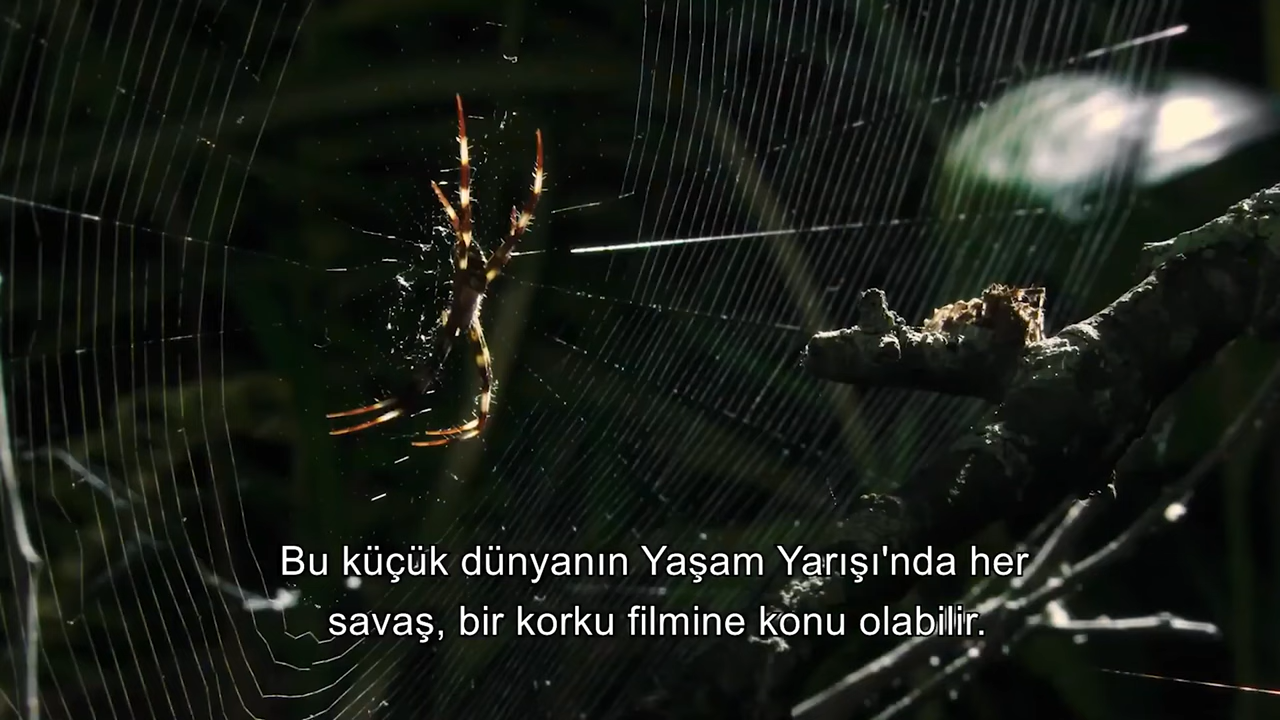 Bu küçük dünyanın Yaşam Yarışı'nda her
savaş, bir korku filmine konu olabilir.